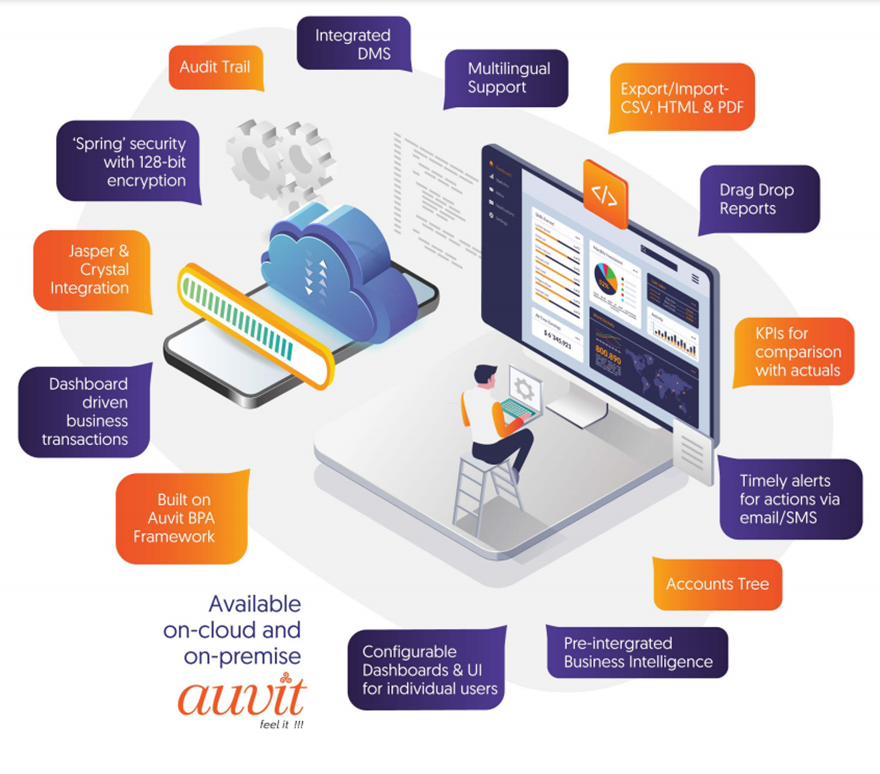 Integrated
DMS
Audit Trail
Multilingual
Support
Export/Import-
CSV, HTML & PDF
‘Spring’ security
with 128-bit
encryption
Drag Drop
Reports
Jasper &
Crystal
Integration
</>
KPIs for
comparison
with actuals
$ 6'345,923
800,890
Dashboard
driven
business
transactions
Timely alerts
for actions via
email/SMS
Built on
Auvit BPA
Framework
Accounts Tree
Available
on-cloud and
on-premise
auvit
feel it !!!
Configurable
Dashboards & UI
for individual users
Pre-intergrated
Business Intelligence